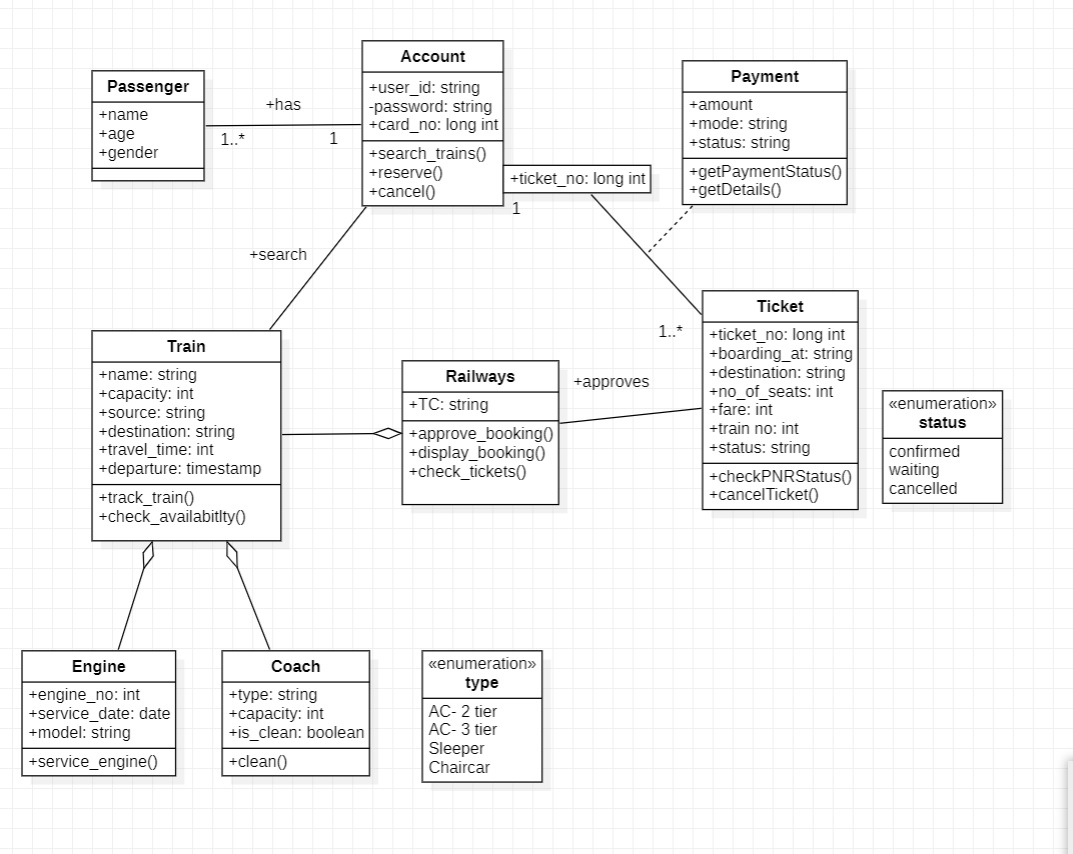 Account
+user_id: string
-password: string
+card_no: long int
+search_trains()
+reserve()
+cancel()
Passenger
+name
+age
+gender
+has
1..*
1
Payment
+amount
+mode: string
+status: string
+getPaymentStatus()
+getDetails()
+ticket_no: long int
1
+search
1..*
Ticket
+ticket_no: long int
+boarding_at: string
+destination: string
+no_of_seats: int
+fare: int
+train no: int
+status: string
+checkPNRStatus()
+cancelTicket()
Train
+name: string
+capacity: int
+source: string
+destination: string
+travel_time: int
+departure: timestamp
+track_train()
+check_availabitlty()
Railways
+TC: string
+approve_booking()
+display_booking()
+check_tickets()
+approves
«enumeration»
status
confirmed
waiting
cancelled
Engine
+engine_no: int
+service_date: date
+model: string
+service_engine()
Coach
+type: string
+capacity: int
+is_clean: boolean
+clean()
«enumeration»
type
AC- 2 tier
AC- 3 tier
Sleeper
Chaircar